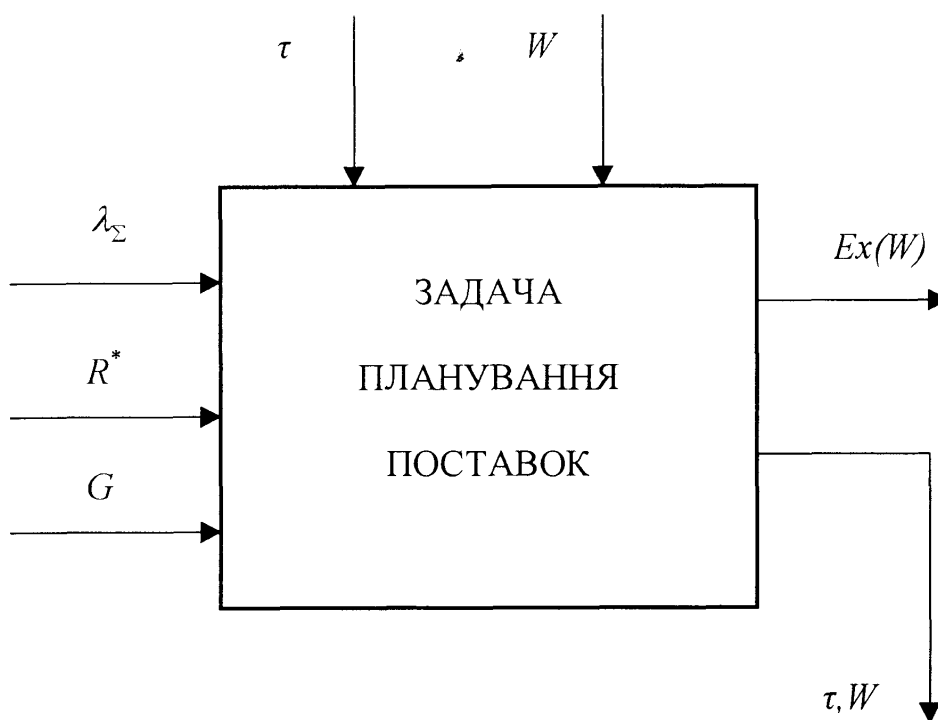 τ W
λ_Σ
Ex(W)
ЗАДАЧА
R*
ПЛАНУВАННЯ
ПОСТАВОК
G
τ, W